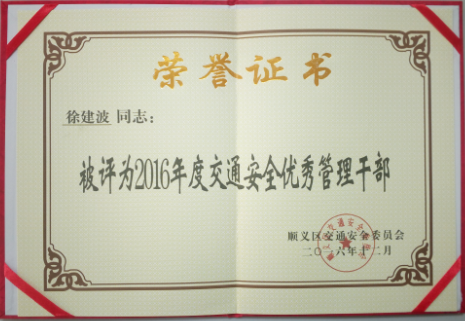 荣誉证书
徐建波 同志：
被评为2016年度交通安全优秀管理干部
顺义区交通安全委员会
二〇一六年十二月